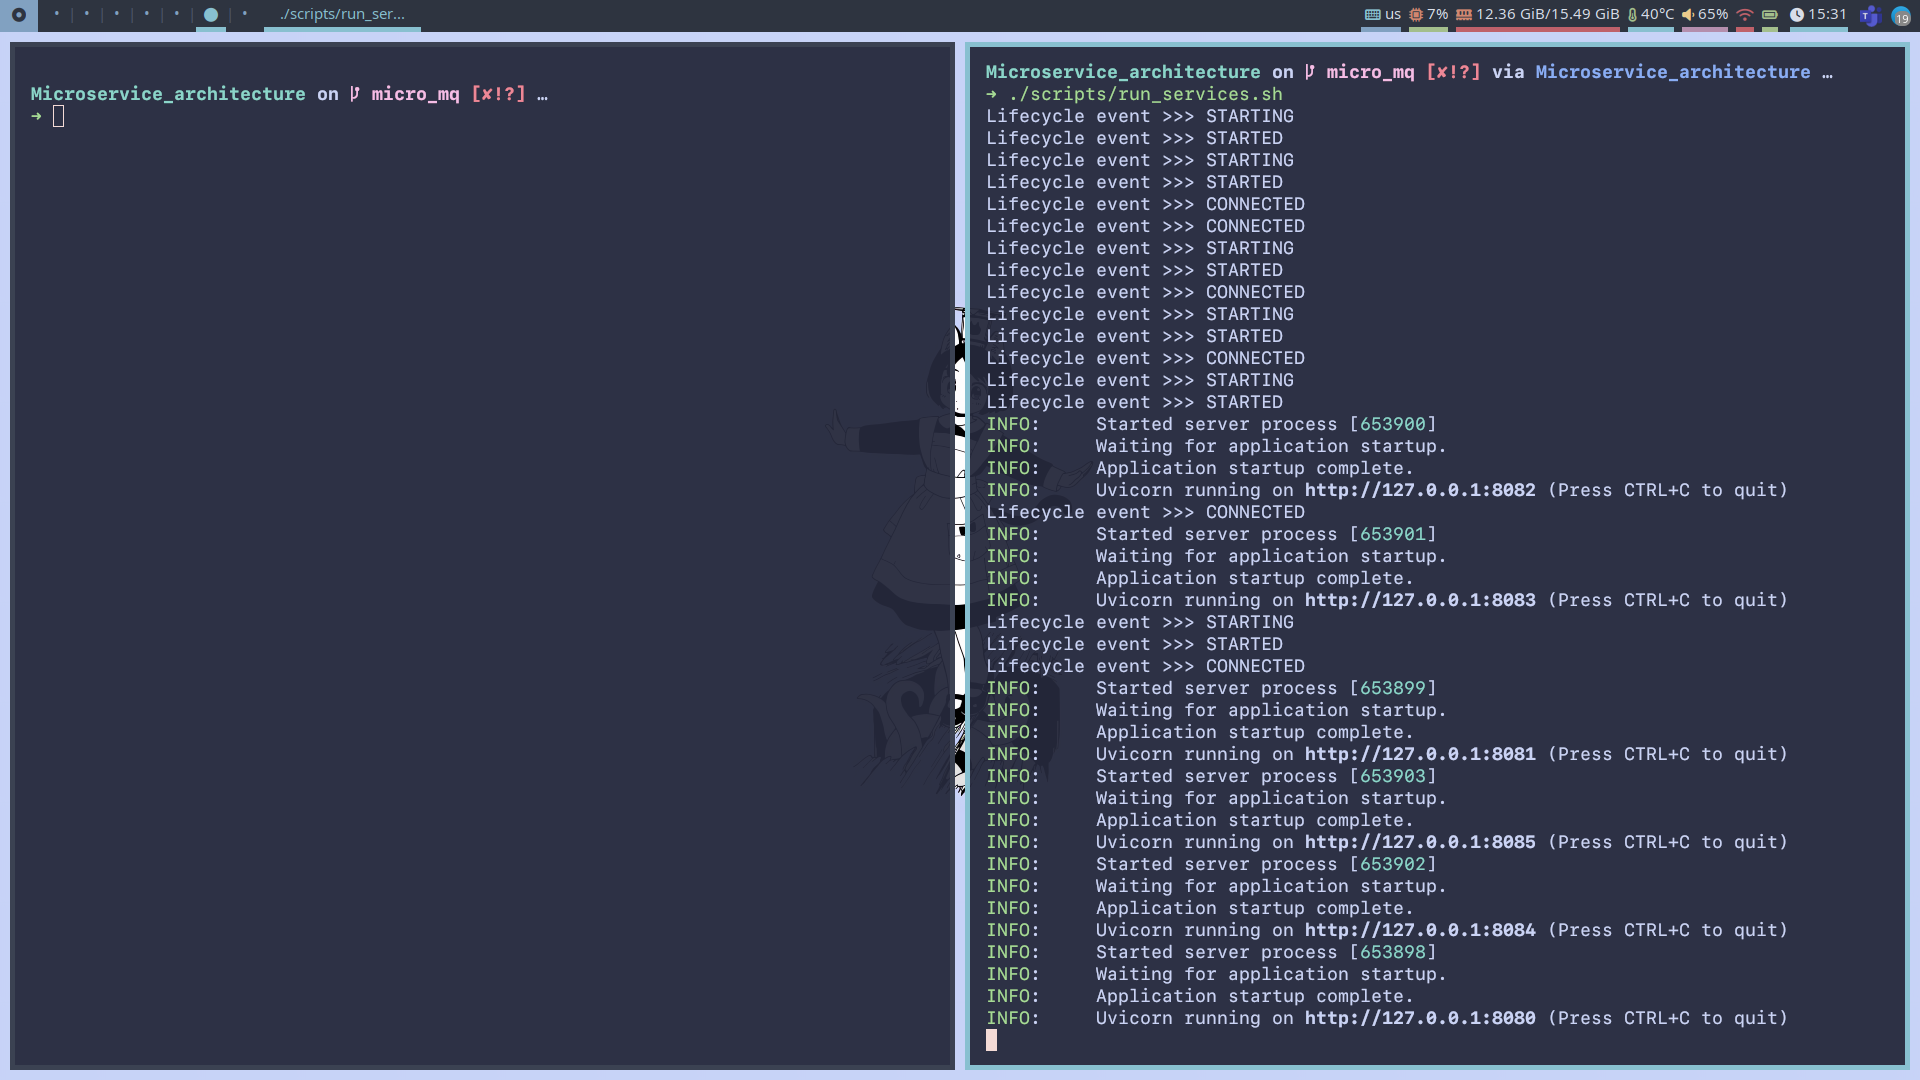 ./scripts/run_ser...
us 7% 12.36 GiB/15.49 GiB 40°C 65% 15:31 T 19
Microservice_architecture on micro_mq [✘!?] …
➜
Microservice_architecture on micro_mq [✘!?] via Microservice_architecture …
➜ ./scripts/run_services.sh
Lifecycle event >>> STARTING
Lifecycle event >>> STARTED
Lifecycle event >>> STARTING
Lifecycle event >>> STARTED
Lifecycle event >>> CONNECTED
Lifecycle event >>> CONNECTED
Lifecycle event >>> STARTING
Lifecycle event >>> STARTED
Lifecycle event >>> CONNECTED
Lifecycle event >>> STARTING
Lifecycle event >>> STARTED
Lifecycle event >>> CONNECTED
Lifecycle event >>> STARTING
Lifecycle event >>> STARTED
INFO:     Started server process [653900]
INFO:     Waiting for application startup.
INFO:     Application startup complete.
INFO:     Uvicorn running on http://127.0.0.1:8082 (Press CTRL+C to quit)
Lifecycle event >>> CONNECTED
INFO:     Started server process [653901]
INFO:     Waiting for application startup.
INFO:     Application startup complete.
INFO:     Uvicorn running on http://127.0.0.1:8083 (Press CTRL+C to quit)
Lifecycle event >>> STARTING
Lifecycle event >>> STARTED
Lifecycle event >>> CONNECTED
INFO:     Started server process [653899]
INFO:     Waiting for application startup.
INFO:     Application startup complete.
INFO:     Uvicorn running on http://127.0.0.1:8081 (Press CTRL+C to quit)
INFO:     Started server process [653903]
INFO:     Waiting for application startup.
INFO:     Application startup complete.
INFO:     Uvicorn running on http://127.0.0.1:8085 (Press CTRL+C to quit)
INFO:     Started server process [653902]
INFO:     Waiting for application startup.
INFO:     Application startup complete.
INFO:     Uvicorn running on http://127.0.0.1:8084 (Press CTRL+C to quit)
INFO:     Started server process [653898]
INFO:     Waiting for application startup.
INFO:     Application startup complete.
INFO:     Uvicorn running on http://127.0.0.1:8080 (Press CTRL+C to quit)